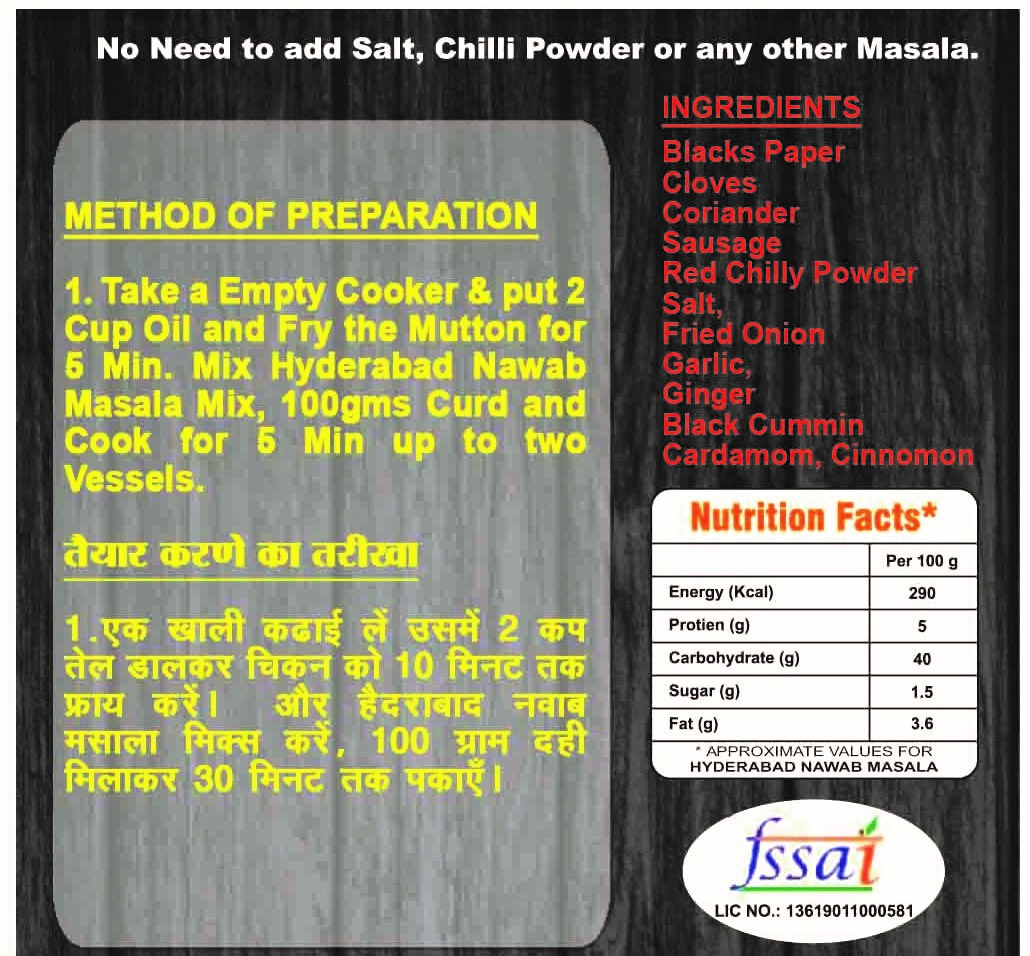 No Need to add Salt, Chilli Powder or any other Masala.
METHOD OF PREPARATION
1. Take a Empty Cooker & put 2
Cup Oil and Fry the Mutton for
5 Min. Mix Hyderabad Nawab
Masala Mix, 100gms Curd and
Cook for 5 Min up to two
Vessels.
तैयार करणे का तरीखा
1.एक खाली कढाई लें उसमें 2 कप
तेल डालकर चिकन को 10 मिनट तक
फ्राय करें। और हैदराबाद नवाब
मसाला मिक्स करें, 100 ग्राम दही
मिलाकर 30 मिनट तक पकाएँ।
INGREDIENTS
Blacks Paper
Cloves
Coriander
Sausage
Red Chilly Powder
Salt,
Fried Onion
Garlic,
Ginger
Black Cummin
Cardamom, Cinnomon
Nutrition Facts*
Per 100 g
Energy (Kcal) 290
Protien (g) 5
Carbohydrate (g) 40
Sugar (g) 1.5
Fat (g) 3.6
* APPROXIMATE VALUES FOR
HYDERABAD NAWAB MASALA
fssai
LIC NO.: 13619011000581